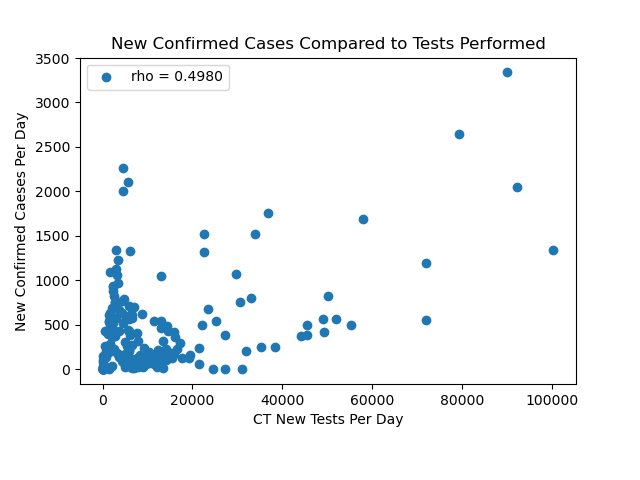 New Confirmed Cases Compared to Tests Performed
rho = 0.4980
3500
3000
2500
2000
1500
1000
500
0
New Confirmed Caeses Per Day
0 20000 40000 60000 80000 100000
CT New Tests Per Day